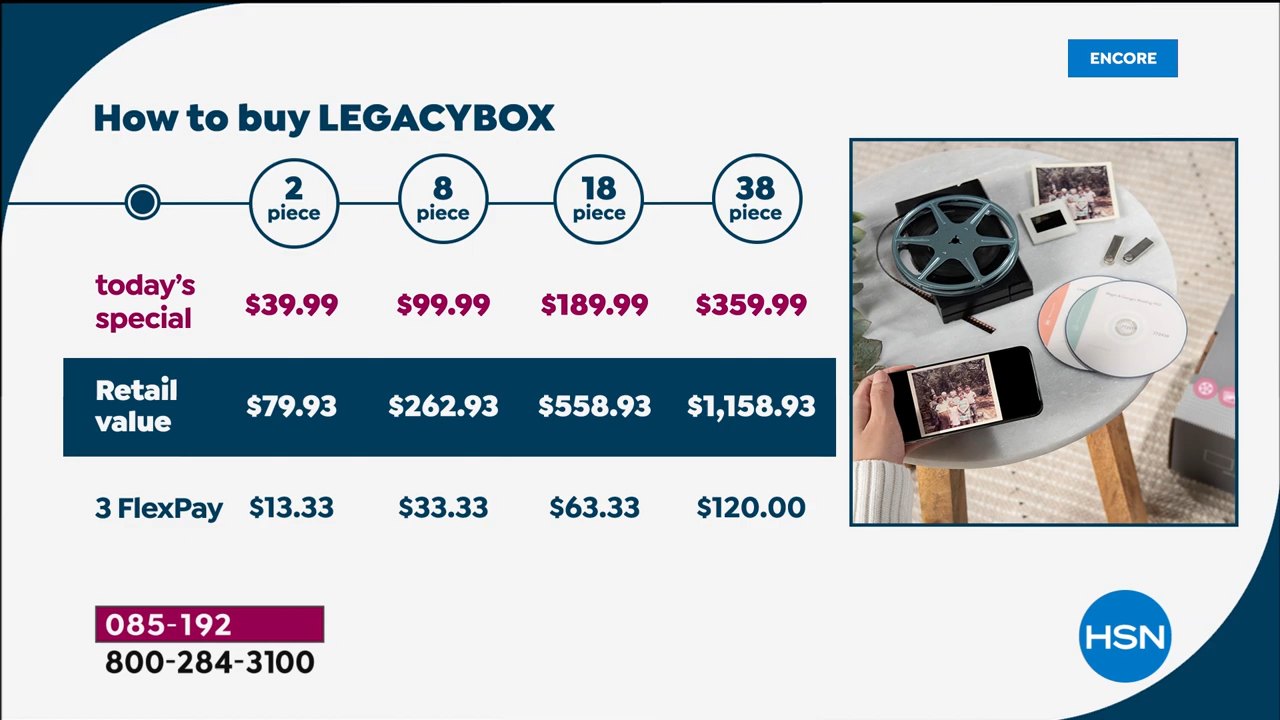 ENCORE
How to buy LEGACYBOX
2 piece
8 piece
18 piece
38 piece
today's special
$39.99
$99.99
$189.99
$359.99
Retail value
$79.93
$262.93
$558.93
$1,158.93
3 FlexPay
$13.33
$33.33
$63.33
$120.00
085-192
800-284-3100
HSN